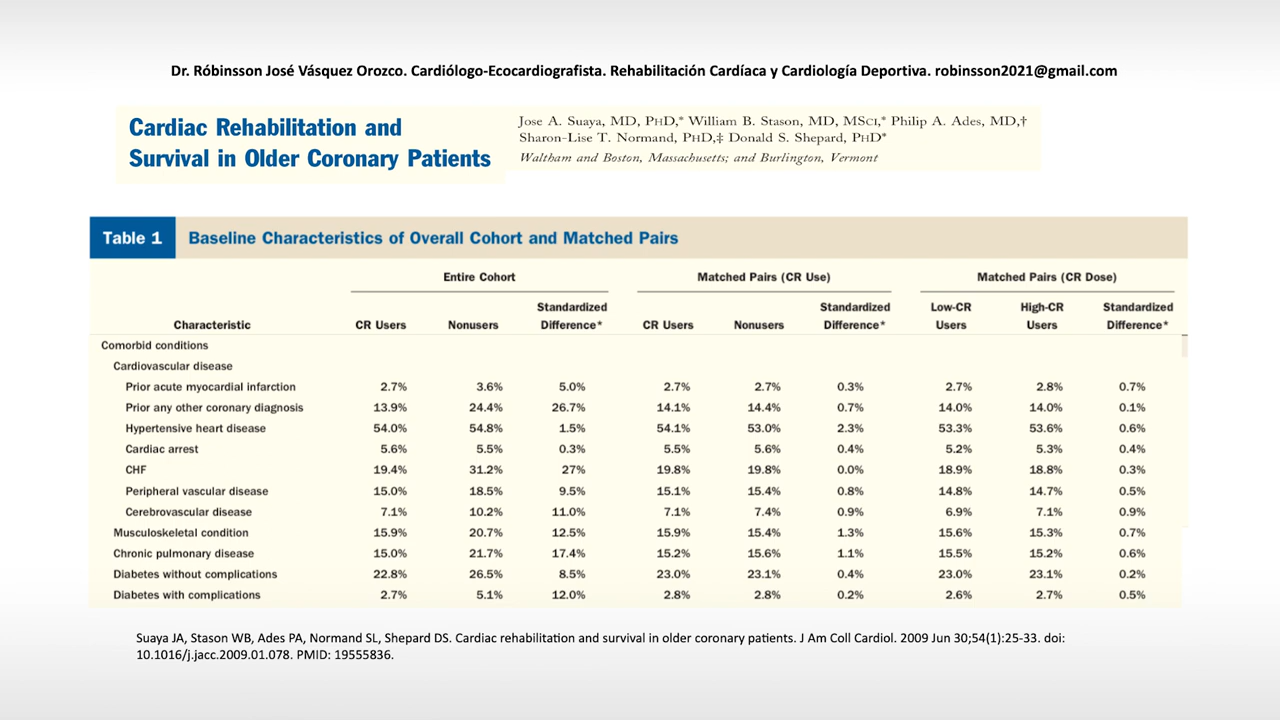 Dr. Róbinsson José Vásquez Orozco. Cardiólogo-Ecocardiografista. Rehabilitación Cardíaca y Cardiología Deportiva. robinsson2021@gmail.com
Cardiac Rehabilitation and
Survival in Older Coronary Patients
Jose A. Suaya, MD, PHD,* William B. Stason, MD, MSCI,* Philip A. Ades, MD,†
Sharon-Lise T. Normand, PHD,‡ Donald S. Shepard, PHD*
Waltham and Boston, Massachusetts; and Burlington, Vermont
Table 1 Baseline Characteristics of Overall Cohort and Matched Pairs
Entire Cohort Matched Pairs (CR Use) Matched Pairs (CR Dose)
Standardized Standardized Low-CR High-CR Standardized
Characteristic CR Users Nonusers Difference* CR Users Nonusers Difference* Users Users Difference*
Comorbid conditions
Cardiovascular disease
Prior acute myocardial infarction 2.7% 3.6% 5.0% 2.7% 2.7% 0.3% 2.7% 2.8% 0.7%
Prior any other coronary diagnosis 13.9% 24.4% 26.7% 14.1% 14.4% 0.7% 14.0% 14.0% 0.1%
Hypertensive heart disease 54.0% 54.8% 1.5% 54.1% 53.0% 2.3% 53.3% 53.6% 0.6%
Cardiac arrest 5.6% 5.5% 0.3% 5.5% 5.6% 0.4% 5.2% 5.3% 0.4%
CHF 19.4% 31.2% 27% 19.8% 19.8% 0.0% 18.9% 18.8% 0.3%
Peripheral vascular disease 15.0% 18.5% 9.5% 15.1% 15.4% 0.8% 14.8% 14.7% 0.5%
Cerebrovascular disease 7.1% 10.2% 11.0% 7.1% 7.4% 0.9% 6.9% 7.1% 0.9%
Musculoskeletal condition 15.9% 20.7% 12.5% 15.9% 15.4% 1.3% 15.6% 15.3% 0.7%
Chronic pulmonary disease 15.0% 21.7% 17.4% 15.2% 15.6% 1.1% 15.5% 15.2% 0.6%
Diabetes without complications 22.8% 26.5% 8.5% 23.0% 23.1% 0.4% 23.0% 23.1% 0.2%
Diabetes with complications 2.7% 5.1% 12.0% 2.8% 2.8% 0.2% 2.6% 2.7% 0.5%
Suaya JA, Stason WB, Ades PA, Normand SL, Shepard DS. Cardiac rehabilitation and survival in older coronary patients. J Am Coll Cardiol. 2009 Jun 30;54(1):25-33. doi:
10.1016/j.jacc.2009.01.078. PMID: 19555836.